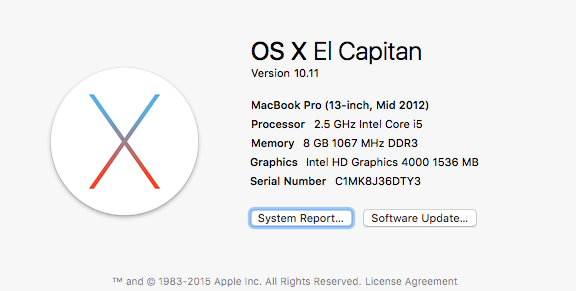 OS X El Capitan
Version 10.11
MacBook Pro (13-inch, Mid 2012)
Processor 2.5 GHz Intel Core i5
Memory 8 GB 1067 MHz DDR3
Graphics Intel HD Graphics 4000 1536 MB
Serial Number C1MK8J36DTY3
System Report... Software Update...
™ and © 1983-2015 Apple Inc. All Rights Reserved. License Agreement